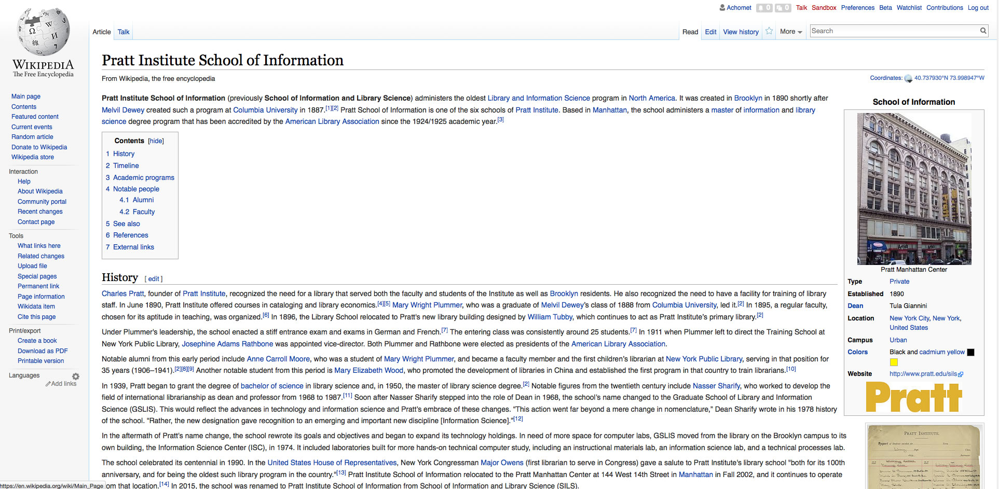 Achomet 0 0 Talk Sandbox Preferences Beta Watchlist Contributions Log out
Article Talk
Read Edit View history More Search
WIKIPEDIA
The Free Encyclopedia
Main page
Contents
Featured content
Current events
Random article
Donate to Wikipedia
Wikipedia store
Interaction
Help
About Wikipedia
Community portal
Recent changes
Contact page
Tools
What links here
Related changes
Upload file
Special pages
Permanent link
Page information
Wikidata item
Cite this page
Print/export
Create a book
Download as PDF
Printable version
Languages
Add links
https://en.wikipedia.org/wiki/Main_Page
Pratt Institute School of Information
From Wikipedia, the free encyclopedia
Coordinates: 40.737930°N 73.998947°W
Pratt Institute School of Information (previously School of Information and Library Science) administers the oldest Library and Information Science program in North America. It was created in Brooklyn in 1890 shortly after
Melvil Dewey created such a program at Columbia University in 1887.[1][2] Pratt School of Information is one of the six schools of Pratt Institute. Based in Manhattan, the school administers a master of information and library
science degree program that has been accredited by the American Library Association since the 1924/1925 academic year.[3]
Contents [hide]
1 History
2 Timeline
3 Academic programs
4 Notable people
4.1 Alumni
4.2 Faculty
5 See also
6 References
7 External links
History [ edit ]
Charles Pratt, founder of Pratt Institute, recognized the need for a library that served both the faculty and students of the Institute as well as Brooklyn residents. He also recognized the need to have a facility for training of library
staff. In June 1890, Pratt Institute offered courses in cataloging and library economics.[4][5] Mary Wright Plummer, who was a graduate of Melvil Dewey's class of 1888 from Columbia University, led it.[2] In 1895, a regular faculty,
chosen for its aptitude in teaching, was organized.[6] In 1896, the Library School relocated to Pratt's new library building designed by William Tubby, which continues to act as Pratt Institute's primary library.[2]
Under Plummer's leadership, the school enacted a stiff entrance exam and exams in German and French.[7] The entering class was consistently around 25 students.[7] In 1911 when Plummer left to direct the Training School at
New York Public Library, Josephine Adams Rathbone was appointed vice-director. Both Plummer and Rathbone were elected as presidents of the American Library Association.
Notable alumni from this early period include Anne Carroll Moore, who was a student of Mary Wright Plummer, and became a faculty member and the first children's librarian at New York Public Library, serving in that position for
35 years (1906–1941).[2][8][9] Another notable student from this period is Mary Elizabeth Wood, who promoted the development of libraries in China and established the first program in that country to train librarians.[10]
In 1939, Pratt began to grant the degree of bachelor of science in library science and, in 1950, the master of library science degree.[2] Notable figures from the twentieth century include Nasser Sharify, who worked to develop the
field of international librarianship as dean and professor from 1968 to 1987.[11] Soon after Nasser Sharify stepped into the role of Dean in 1968, the school's name changed to the Graduate School of Library and Information
Science (GSLIS). This would reflect the advances in technology and information science and Pratt's embrace of these changes. “This action went far beyond a mere change in nomenclature,” Dean Sharify wrote in his 1978 history
of the school. “Rather, the new designation gave recognition to an emerging and important new discipline [Information Science].”[12]
In the aftermath of Pratt's name change, the school rewrote its goals and objectives and began to expand its technology holdings. In need of more space for computer labs, GSLIS moved from the library on the Brooklyn campus to its
own building, the Information Science Center (ISC), in 1974. It included laboratories built for more hands-on technical computer study, including an instructional materials lab, an information science lab, and a technical processes lab.
The school celebrated its centennial in 1990. In the United States House of Representatives, New York Congressman Major Owens (first librarian to serve in Congress) gave a salute to Pratt Institute's library school "both for its 100th
anniversary, and for being the oldest such library program in the country."[13] Pratt Institute School of Information relocated to the Pratt Manhattan Center at 144 West 14th Street in Manhattan in Fall 2002, and it continues to operate
om that location.[14] In 2015, the school was renamed to Pratt Institute School of Information from School of Information and Library Science (SILS).
School of Information
Pratt
Artica
Pratt Manhattan Center
Type Private
Established 1890
Dean Tula Giannini
Location New York City, New York,
United States
Campus Urban
Colors Black and cadmium yellow
Website http://www.pratt.edu/sils
Pratt
PRATT INSTITUTE.
Report of Students enrolled for Term